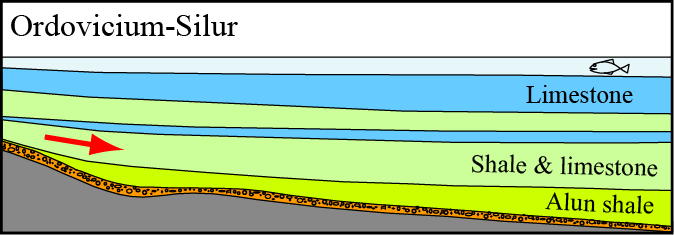 Ordovicium-Silur
Limestone
Shale & limestone
Alun shale